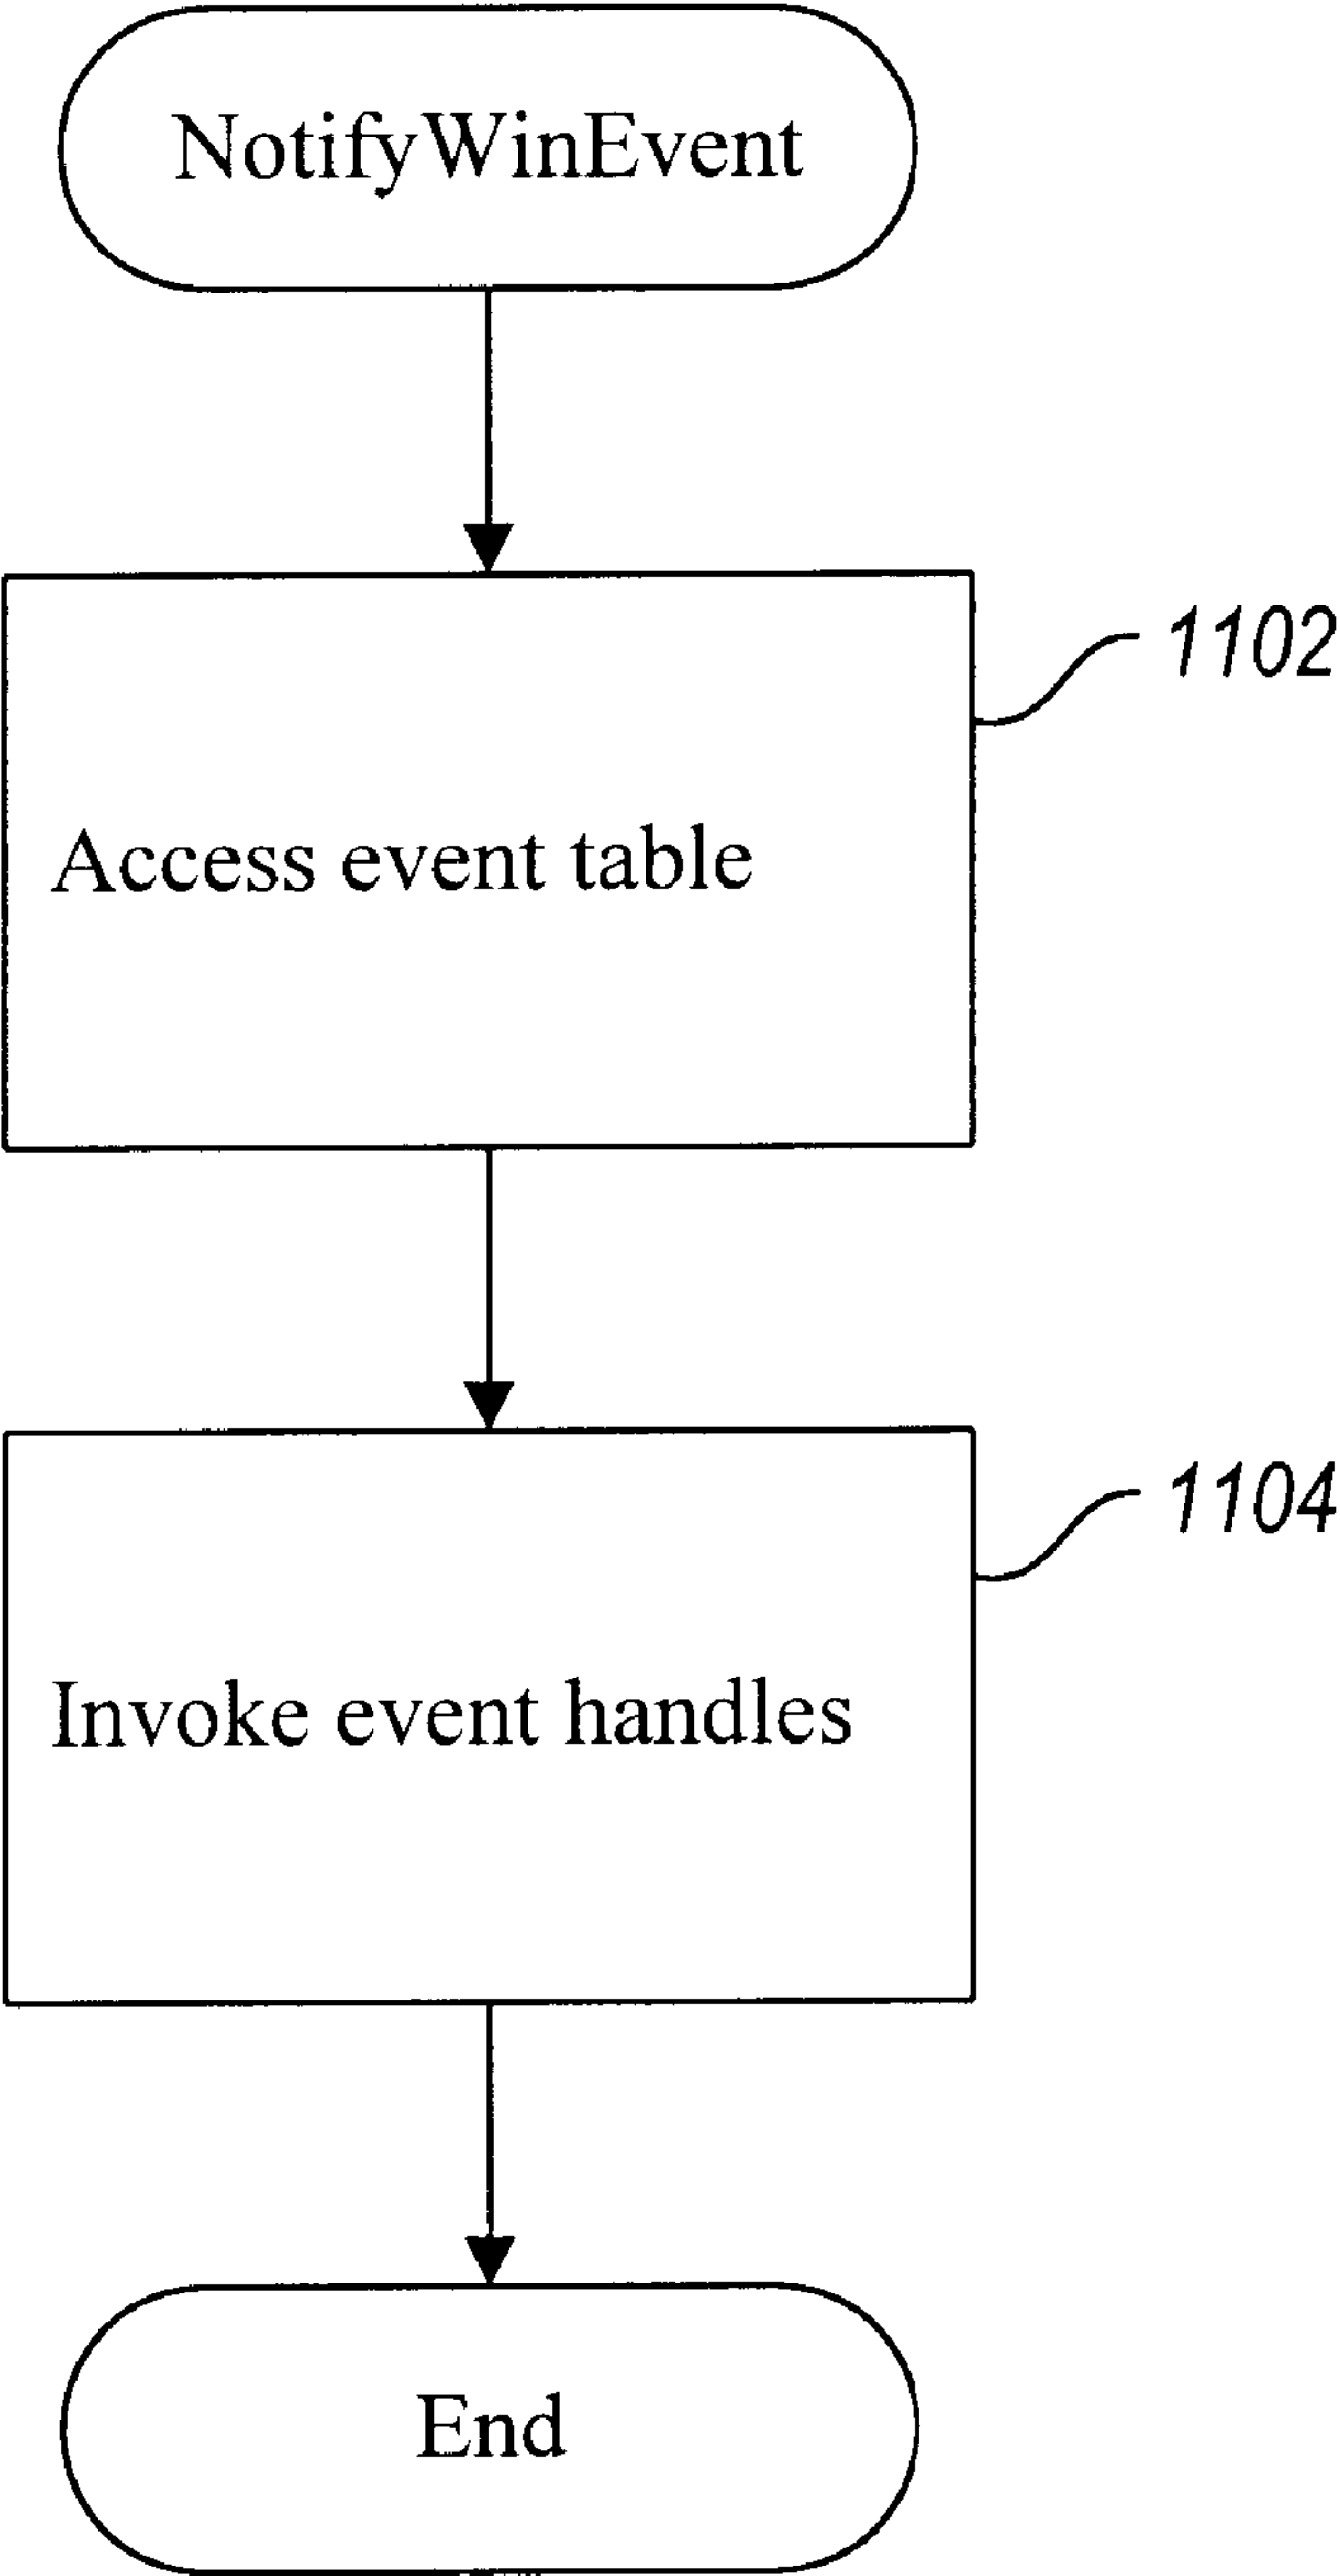 NotifyWinEvent
1102
Access event table
1104
Invoke event handles
End